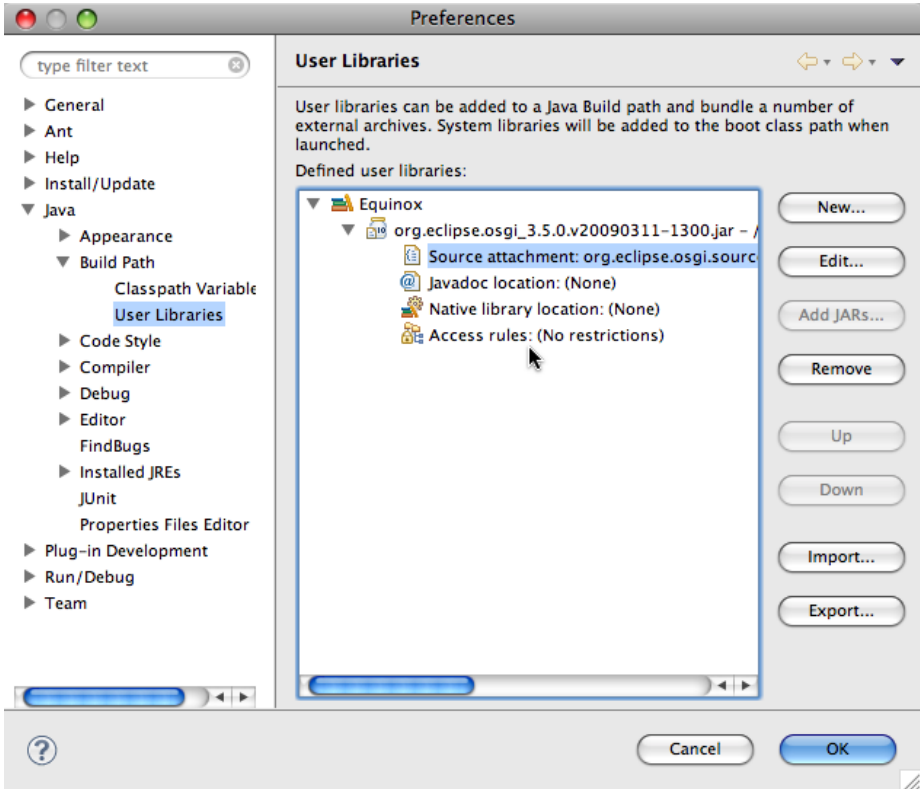 Preferences
type filter text
General
Ant
Help
Install/Update
Java
Appearance
Build Path
Classpath Variable
User Libraries
Code Style
Compiler
Debug
Editor
FindBugs
Installed JREs
JUnit
Properties Files Editor
Plug-in Development
Run/Debug
Team
User Libraries
User libraries can be added to a Java Build path and bundle a number of
external archives. System libraries will be added to the boot class path when
launched.
Defined user libraries:
Equinox
org.eclipse.osgi_3.5.0.v20090311-1300.jar - /
Source attachment: org.eclipse.osgi.sourc
Javadoc location: (None)
Native library location: (None)
Access rules: (No restrictions)
New...
Edit...
Add JARs...
Remove
Up
Down
Import...
Export...
?
Cancel
OK